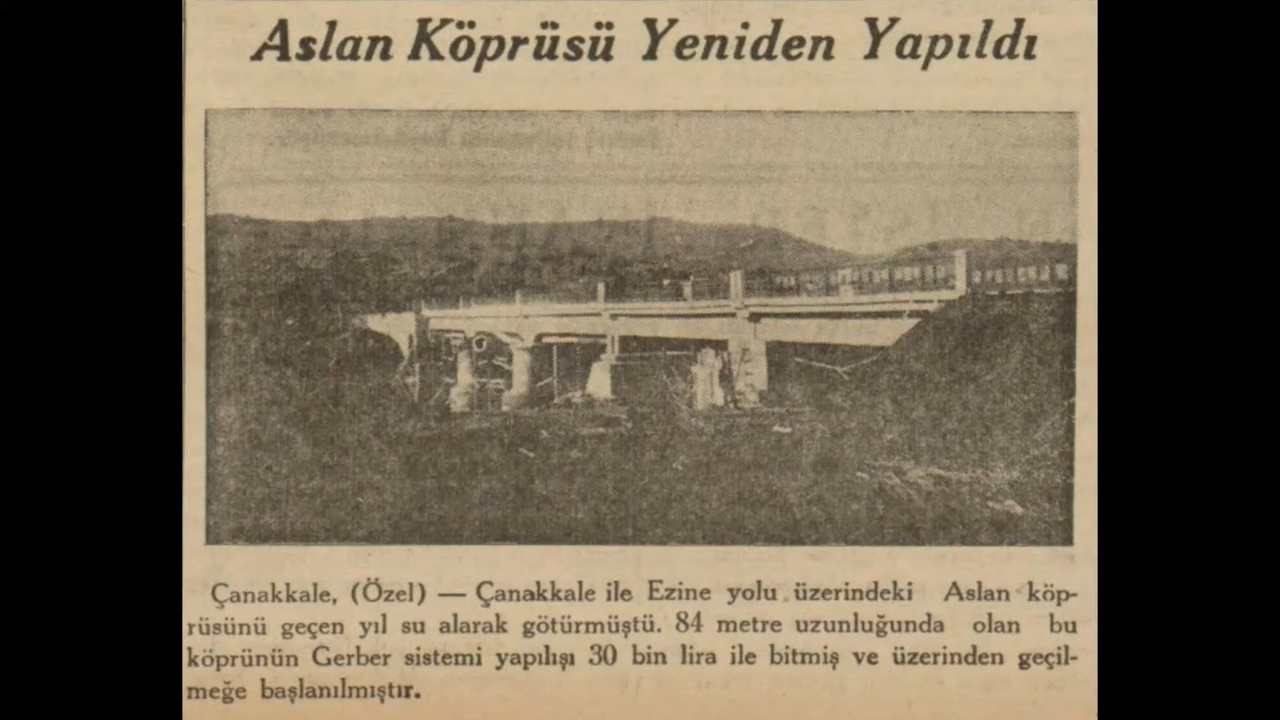 Aslan Köprüsü Yeniden Yapıldı
Çanakkale, (Özel) — Çanakkale ile Ezine yolu üzerindeki Aslan köp-
rüsünü geçen yıl su alarak götürmüştü. 84 metre uzunluğunda olan bu
köprünün Gerber sistemi yapılışı 30 bin lira ile bitmiş ve üzerinden geçil-
meğe başlanılmıştır.